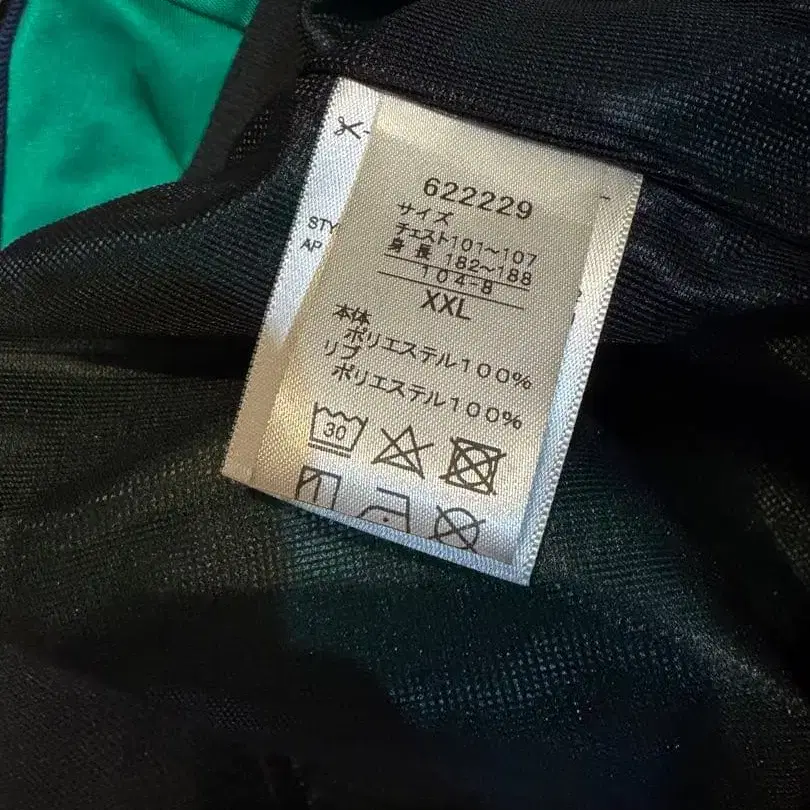 622229
サイズ
チェスト101～107
身長 182～188
104-8
XXL
本体
ポリエステル100%
リブ
ポリエステル100%
30
STY
AP